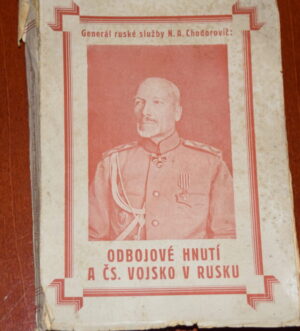 Generál ruské služby N. A. Chodorovič:
ODBOJOVÉ HNUTÍ
A ČS. VOJSKO V RUSKU